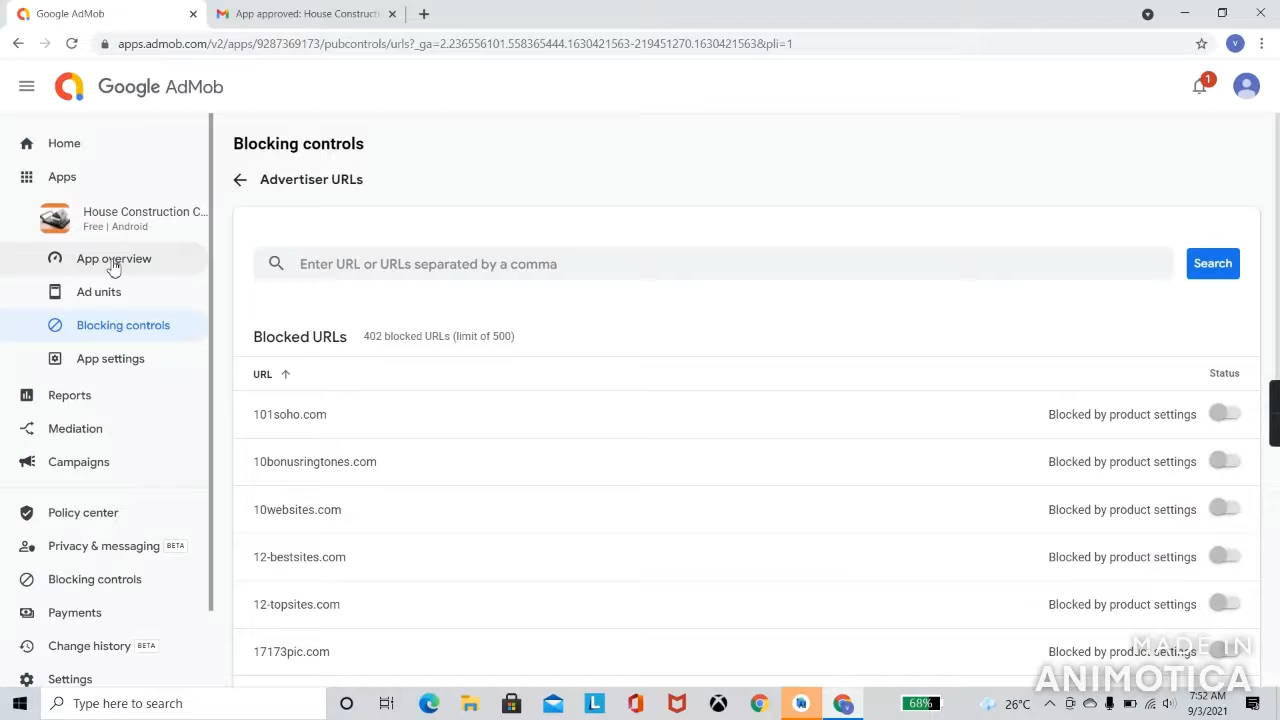 Google AdMob
App approved: House Constructi
apps.admob.com/v2/apps/9287369173/pubcontrols/urls?_ga=2.236556101.558365444.1630421563-219451270.1630421563&pli=1
V
Google AdMob
1
Home
Apps
House Construction C...
Free | Android
App overview
Ad units
Blocking controls
App settings
Reports
Mediation
Campaigns
Policy center
Privacy & messaging BETA
Blocking controls
Payments
Change history BETA
Settings
Blocking controls
Advertiser URLs
Enter URL or URLs separated by a comma
Search
Blocked URLs 402 blocked URLs (limit of 500)
URL Status
101soho.com Blocked by product settings
10bonusringtones.com Blocked by product settings
10websites.com Blocked by product settings
12-bestsites.com Blocked by product settings
12-topsites.com Blocked by product settings
17173pic.com Blocked by product settings
MADE IN
ANIMOTICA
Type here to search
L
68%
26°C
7:52 AM
9/3/2021